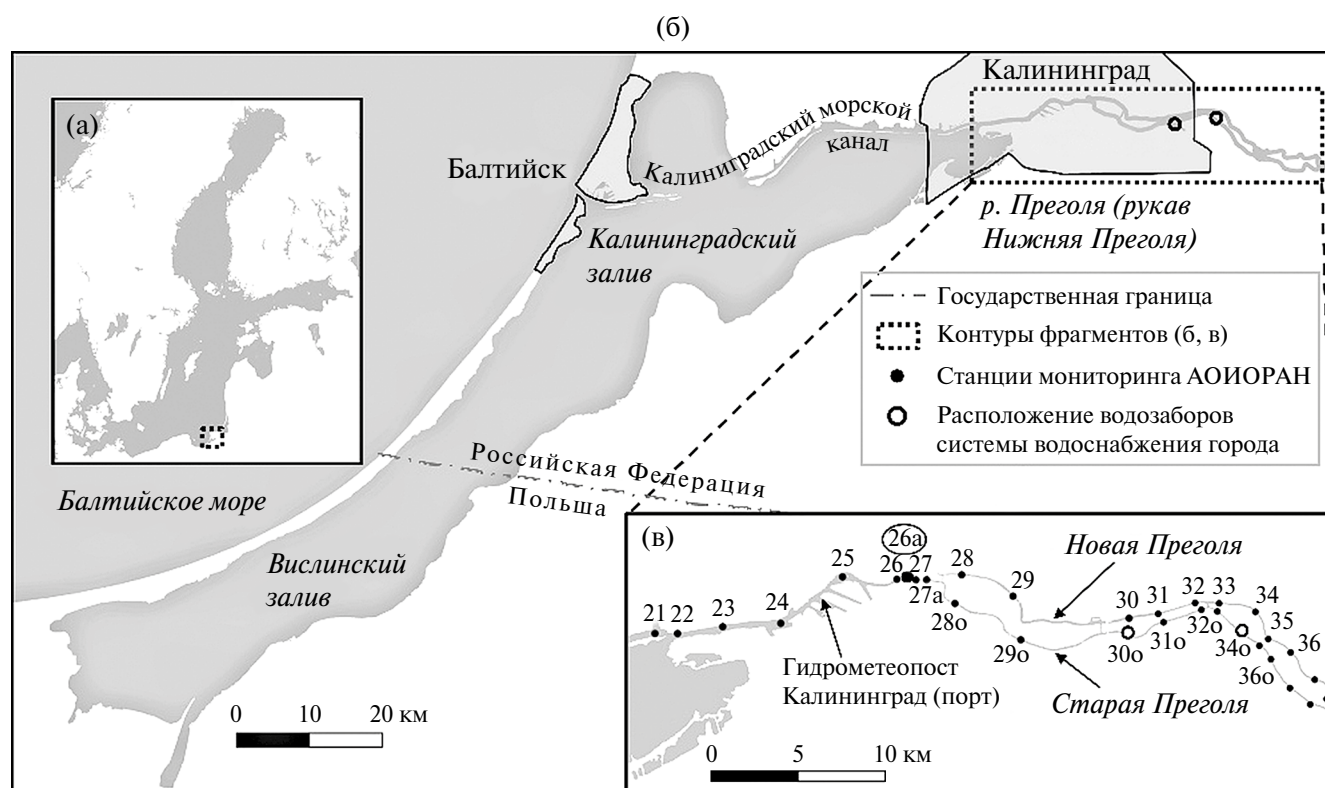 (б)
(а)
Калининград
Калиниградский морской
канал
Балтийск
Калининградский
залив
р. Преголя (рукав
Нижняя Преголя)
Государственная граница
Контуры фрагментов (б, в)
Станции мониторинга АОИОРАН
Расположение водозаборов
системы водоснабжения города
Российская Федерация
Польша
Балтийское море
Вислинский
залив
0 10 20 км
(в)
26а
25 26 27 28
27а
29
Новая Преголя
21 22 23 24
28о
29о
30 31 32 33 34
30о 31о 32о 34о 35 36
36о
Гидрометеопост
Калининград (порт)
Старая Преголя
0 5 10 км